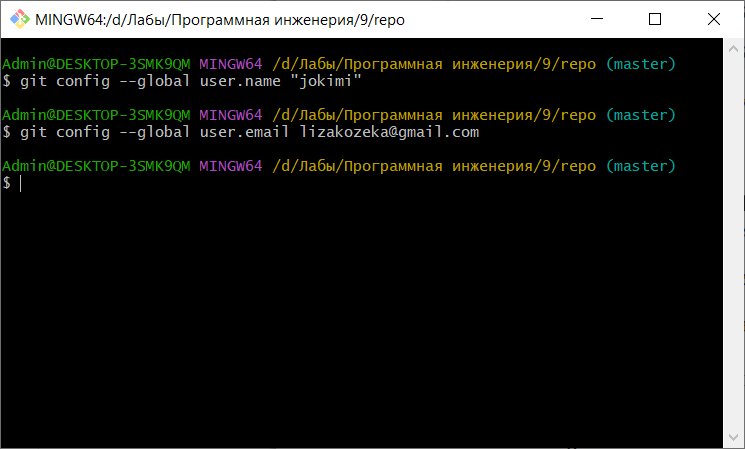 MINGW64:/d/Лабы/Программная инженерия/9/repo
Admin@DESKTOP-3SMK9QM MINGW64 /d/Лабы/Программная инженерия/9/repo (master)
$ git config --global user.name "jokimi"
Admin@DESKTOP-3SMK9QM MINGW64 /d/Лабы/Программная инженерия/9/repo (master)
$ git config --global user.email lizakozeka@gmail.com
Admin@DESKTOP-3SMK9QM MINGW64 /d/Лабы/Программная инженерия/9/repo (master)
$